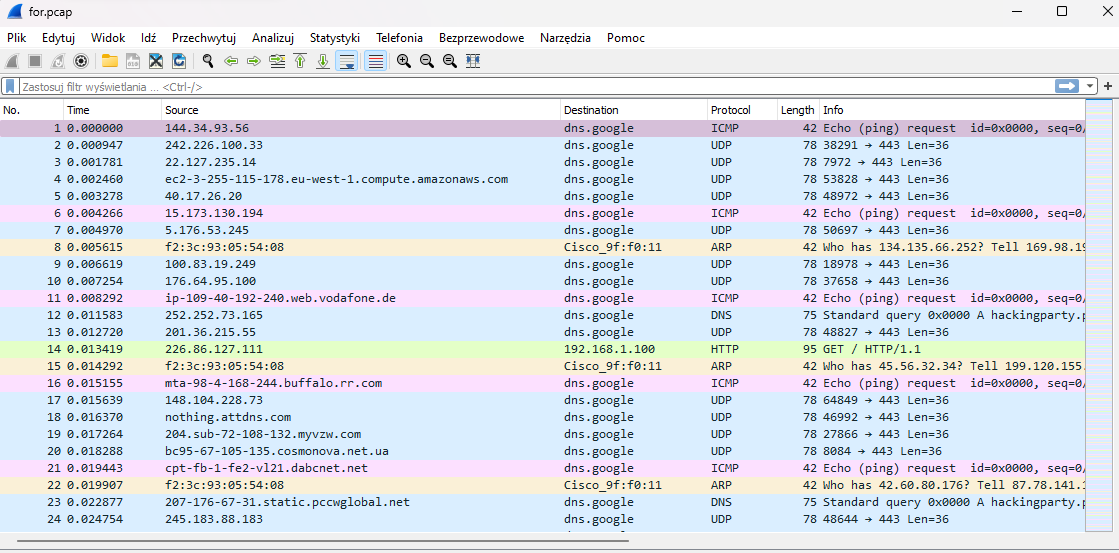 for.pcap
Plik Edytuj Widok Idź Przechwytuj Analizuj Statystyki Telefonia Bezprzewodowe Narzędzia Pomoc
Zastosuj filtr wyświetlania … <Ctrl-/>
No. Time Source Destination Protocol Length Info
1 0.000000 144.34.93.56 dns.google ICMP 42 Echo (ping) request id=0x0000, seq=0/
2 0.000947 242.226.100.33 dns.google UDP 78 38291 → 443 Len=36
3 0.001781 22.127.235.14 dns.google UDP 78 7972 → 443 Len=36
4 0.002460 ec2-3-255-115-178.eu-west-1.compute.amazonaws.com dns.google UDP 78 53828 → 443 Len=36
5 0.003278 40.17.26.20 dns.google UDP 78 48972 → 443 Len=36
6 0.004266 15.173.130.194 dns.google ICMP 42 Echo (ping) request id=0x0000, seq=0/
7 0.004970 5.176.53.245 dns.google UDP 78 50697 → 443 Len=36
8 0.005615 f2:3c:93:05:54:08 Cisco_9f:f0:11 ARP 42 Who has 134.135.66.252? Tell 169.98.19
9 0.006619 100.83.19.249 dns.google UDP 78 18978 → 443 Len=36
10 0.007254 176.64.95.100 dns.google UDP 78 37658 → 443 Len=36
11 0.008292 ip-109-40-192-240.web.vodafone.de dns.google ICMP 42 Echo (ping) request id=0x0000, seq=0/
12 0.011583 252.252.73.165 dns.google DNS 75 Standard query 0x0000 A hackingparty.p
13 0.012720 201.36.215.55 dns.google UDP 78 48827 → 443 Len=36
14 0.013419 226.86.127.111 192.168.1.100 HTTP 95 GET / HTTP/1.1
15 0.014292 f2:3c:93:05:54:08 Cisco_9f:f0:11 ARP 42 Who has 45.56.32.34? Tell 199.120.155.
16 0.015155 mta-98-4-168-244.buffalo.rr.com dns.google ICMP 42 Echo (ping) request id=0x0000, seq=0/
17 0.015639 148.104.228.73 dns.google UDP 78 64849 → 443 Len=36
18 0.016370 nothing.attdns.com dns.google UDP 78 46992 → 443 Len=36
19 0.017264 204.sub-72-108-132.myvzw.com dns.google UDP 78 27866 → 443 Len=36
20 0.018288 bc95-67-105-135.cosmonova.net.ua dns.google UDP 78 8084 → 443 Len=36
21 0.019443 cpt-fb-1-fe2-vl21.dabcnet.net dns.google ICMP 42 Echo (ping) request id=0x0000, seq=0/
22 0.019907 f2:3c:93:05:54:08 Cisco_9f:f0:11 ARP 42 Who has 42.60.80.176? Tell 87.78.141.1
23 0.022877 207-176-67-31.static.pccwglobal.net dns.google DNS 75 Standard query 0x0000 A hackingparty.p
24 0.024754 245.183.88.183 dns.google UDP 78 48644 → 443 Len=36